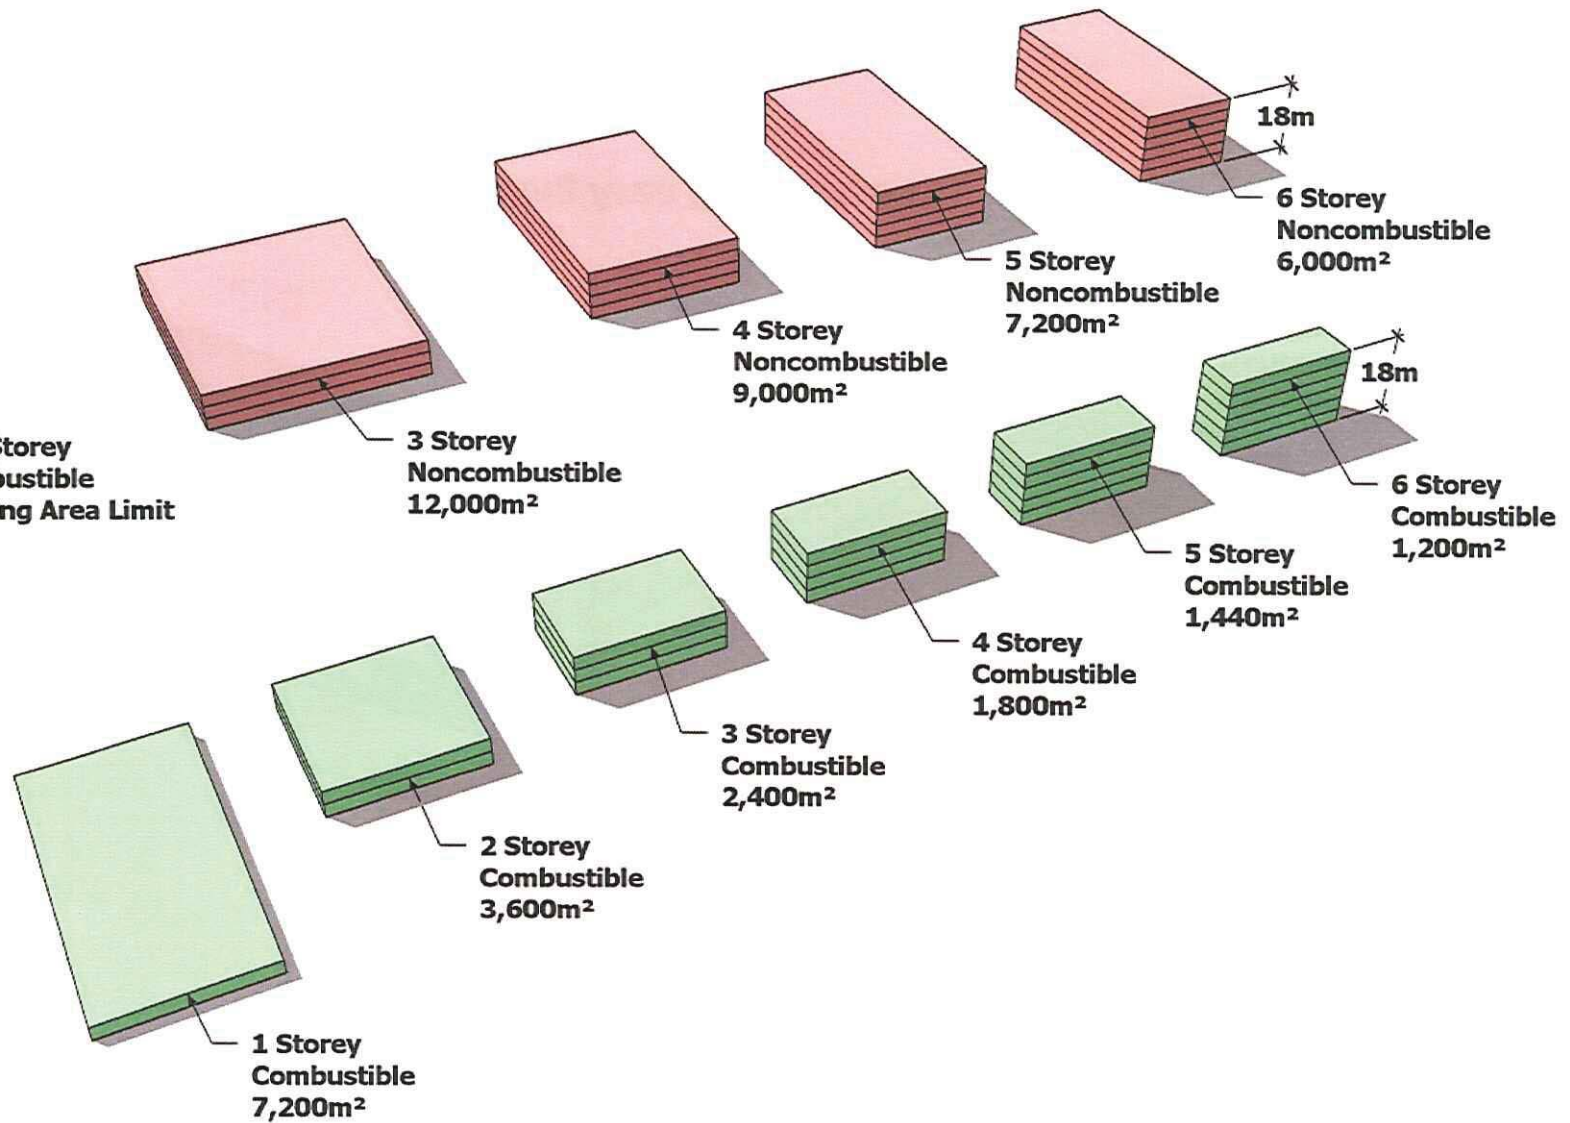 18m
6 Storey
Noncombustible
6,000m²
5 Storey
Noncombustible
7,200m²
4 Storey
Noncombustible
9,000m²
18m
3 Storey
Noncombustible
12,000m²
Area Limit
6 Storey
Combustible
1,200m²
5 Storey
Combustible
1,440m²
4 Storey
Combustible
1,800m²
3 Storey
Combustible
2,400m²
2 Storey
Combustible
3,600m²
1 Storey
Combustible
7,200m²